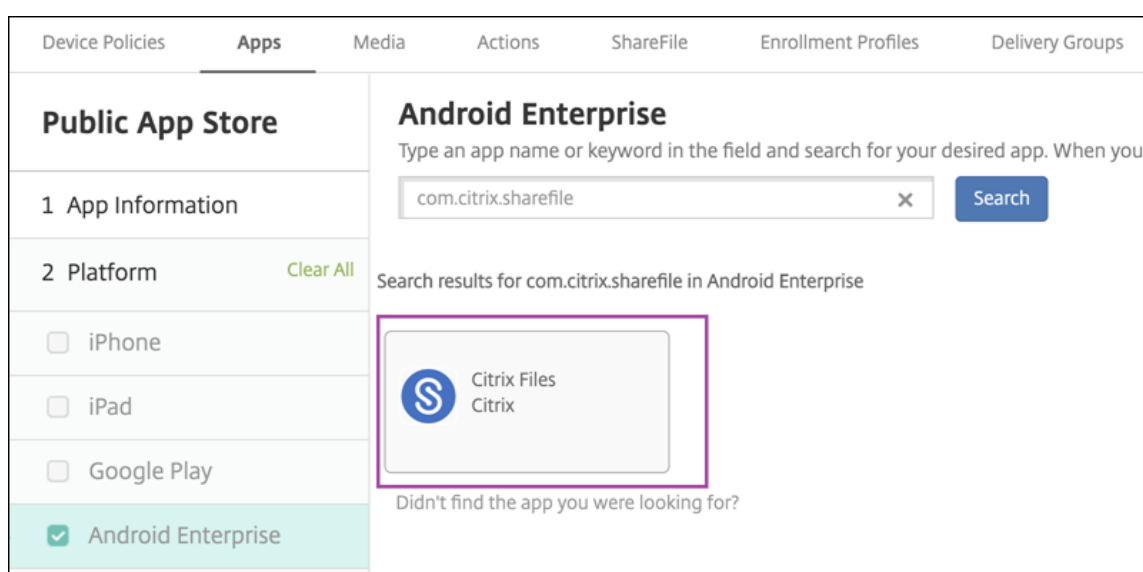 Device Policies Apps Media Actions ShareFile Enrollment Profiles Delivery Groups
Public App Store
1 App Information
2 Platform Clear All
iPhone
iPad
Google Play
Android Enterprise
Android Enterprise
Type an app name or keyword in the field and search for your desired app. When you
com.citrix.sharefile × Search
Search results for com.citrix.sharefile in Android Enterprise
S
Citrix Files
Citrix
Didn't find the app you were looking for?